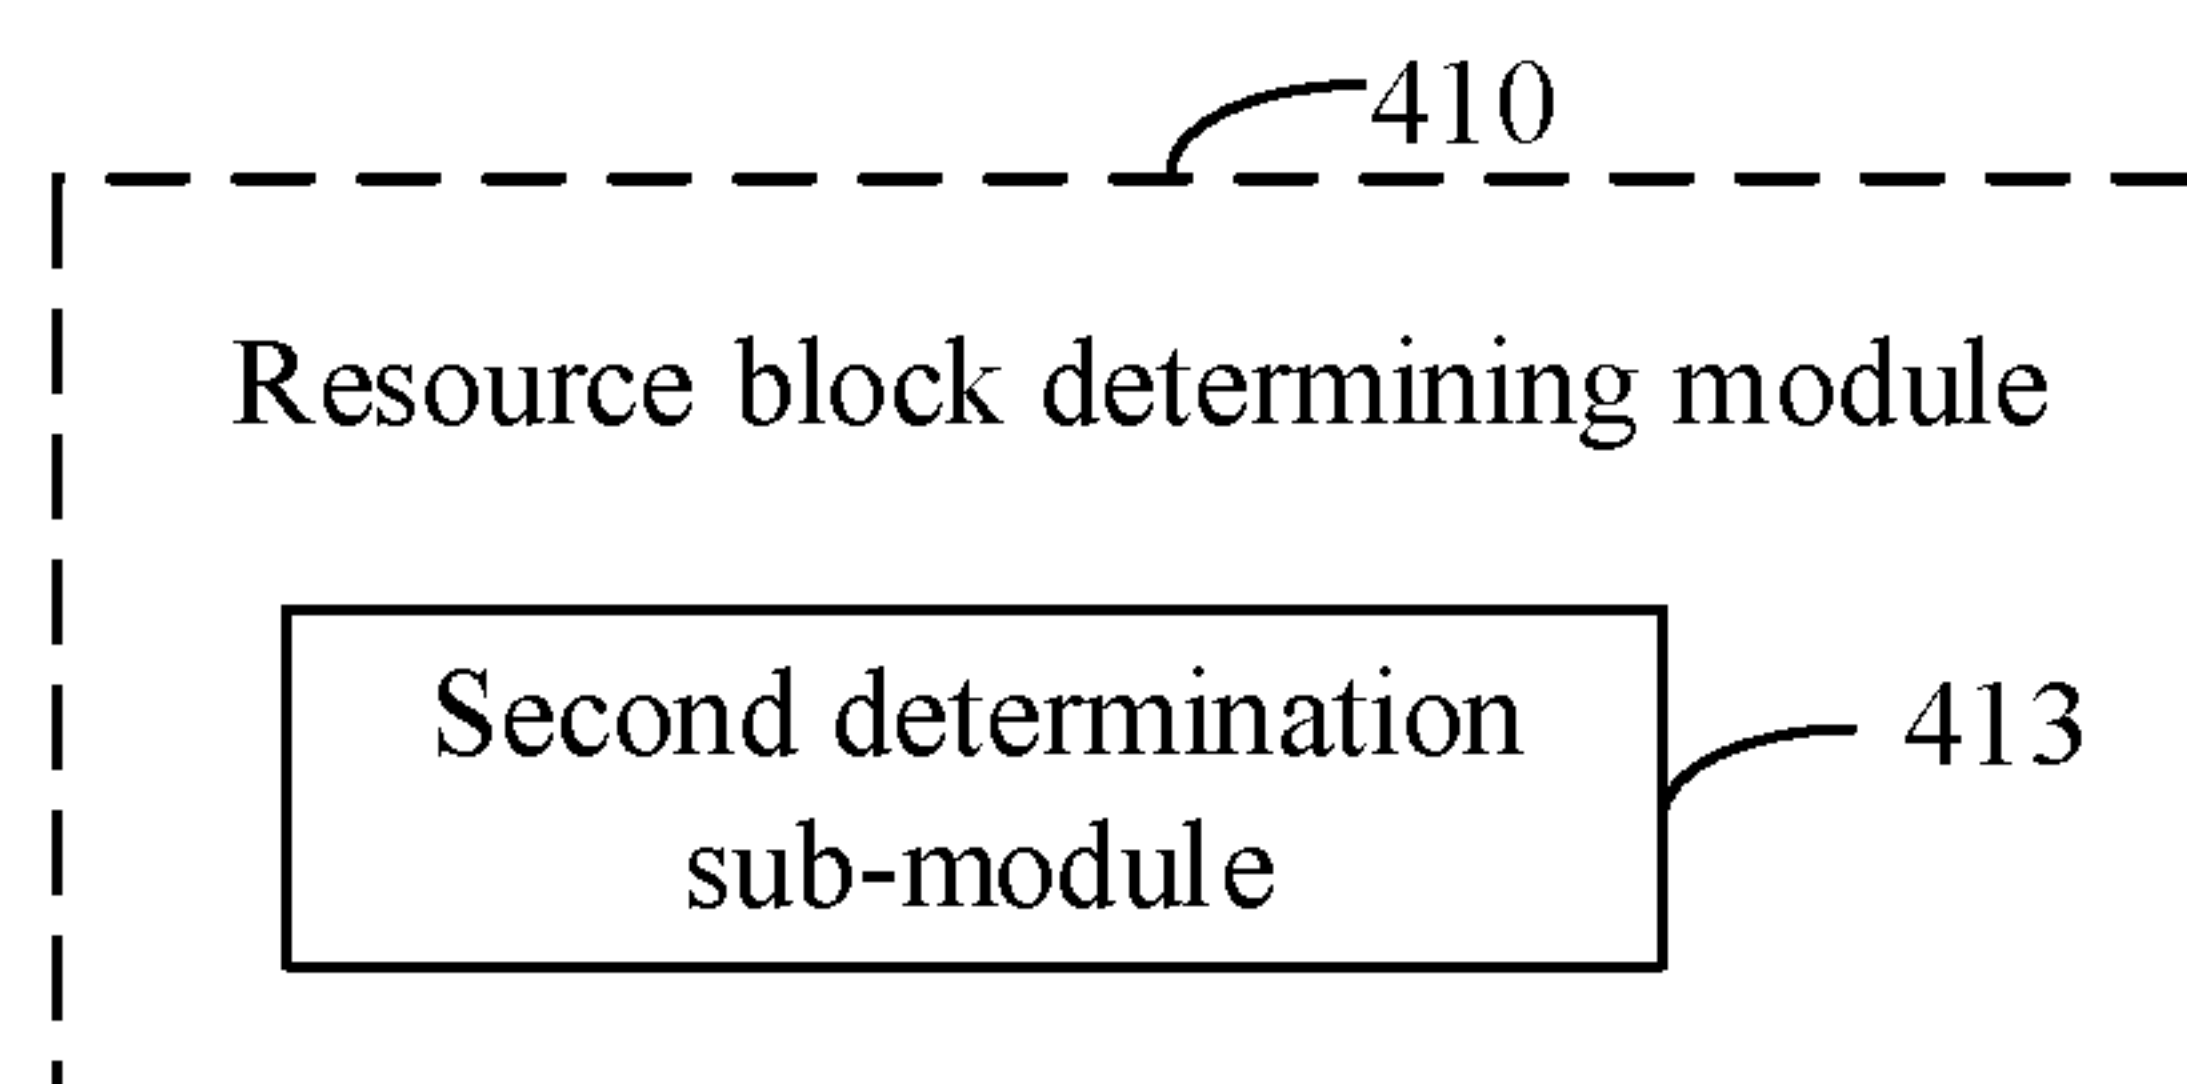 410
Resource block determining module
Second determination
413
sub-module